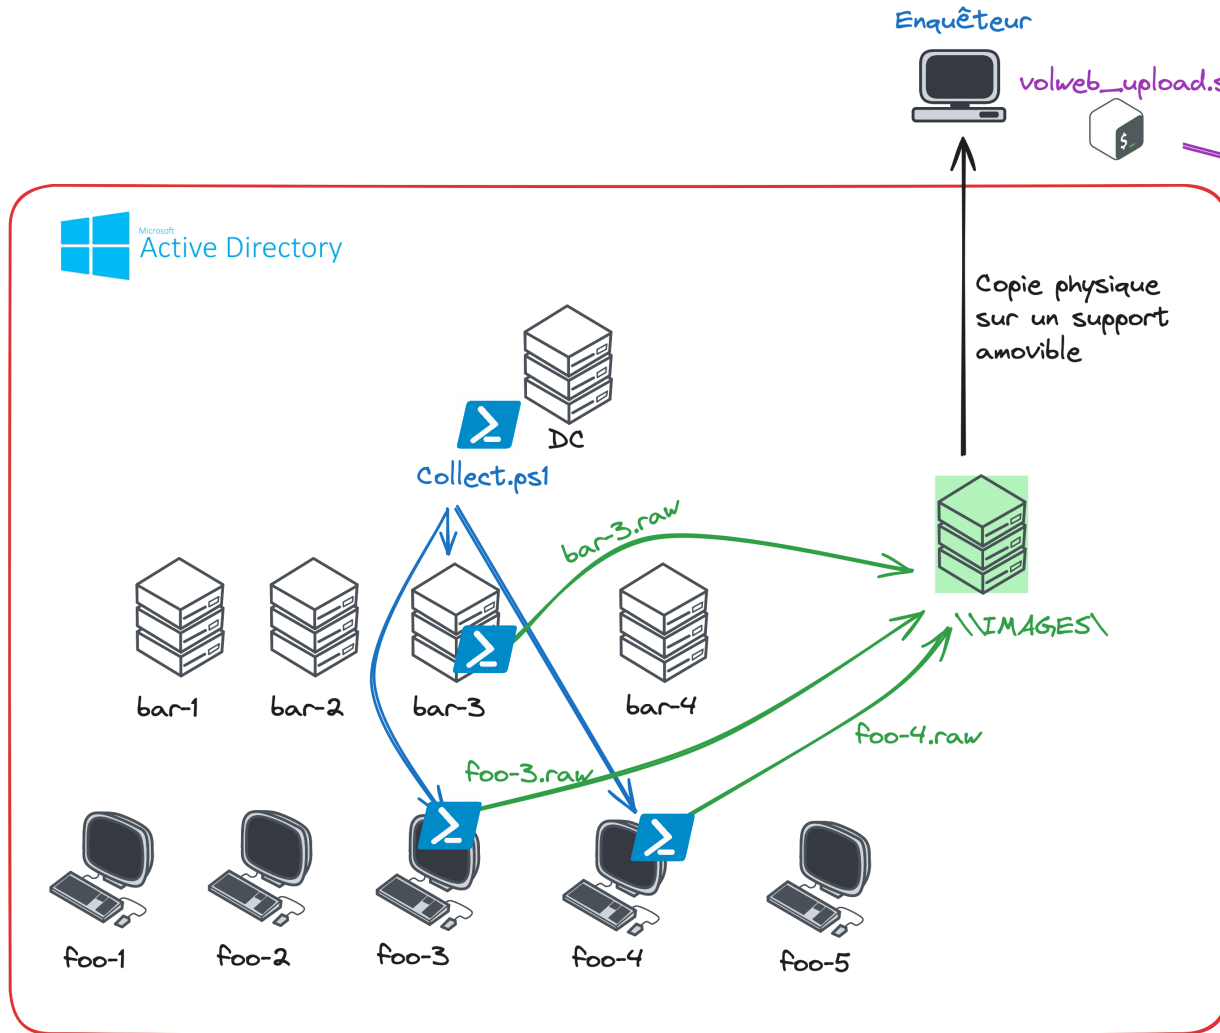 Enquêteur
volweb_upload.s
$_
Microsoft
Active Directory
Copie physique
sur un support
amovible
DC
Collect.ps1
bar-3.raw
\\IMAGES\
bar-1
bar-2
bar-3
bar-4
foo-4.raw
foo-3.raw
foo-1
foo-2
foo-3
foo-4
foo-5